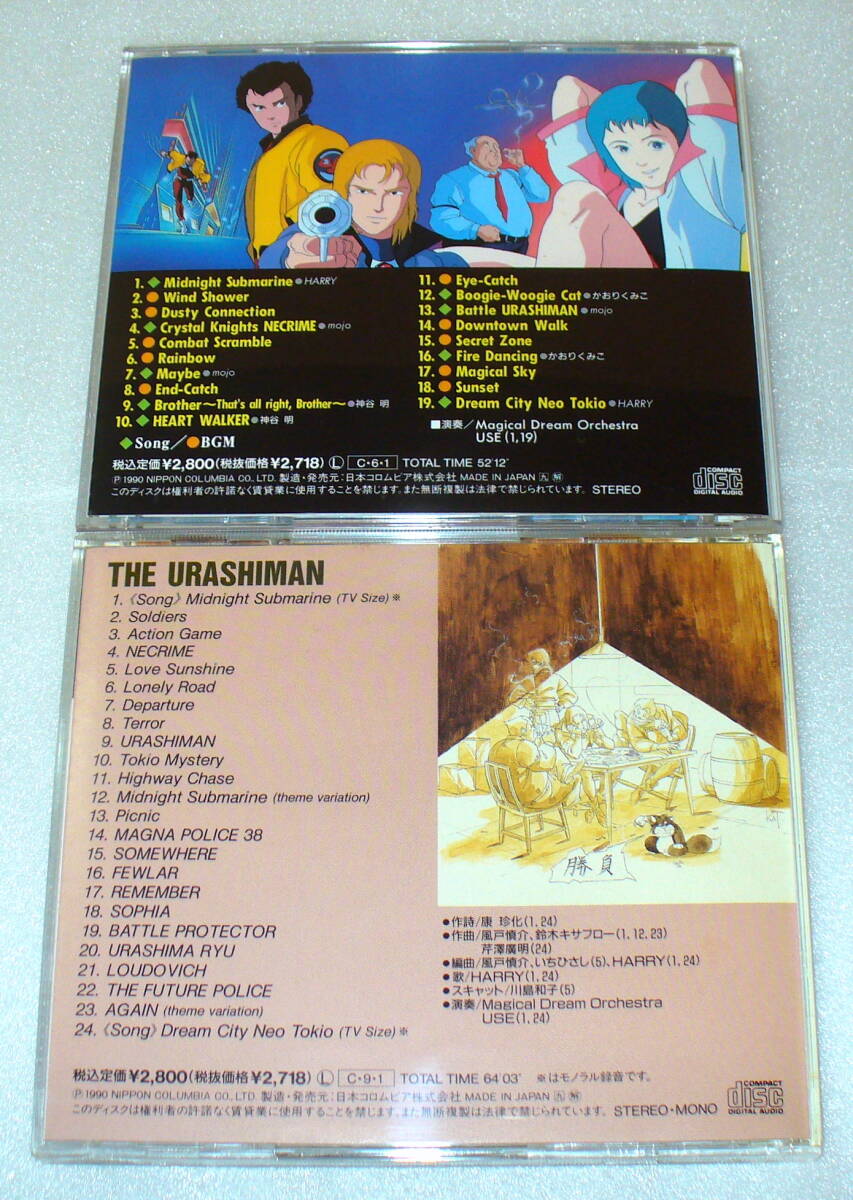 1. ◆ Midnight Submarine ●HARRY
2. ● Wind Shower
3. ● Dusty Connection
4. ◆ Crystal Knights NECRIME ●mojo
5. ● Combat Scramble
6. ● Rainbow
7. ◆ Maybe ●mojo
8. ● End-Catch
9. ◆ Brother～That's all right, Brother～ ●神谷 明
10. ◆ HEART WALKER ●神谷 明
◆Song／●BGM
11. ● Eye-Catch
12. ◆ Boogie-Woogie Cat ●かおりくみこ
13. ◆ Battle URASHIMAN ●mojo
14. ● Downtown Walk
15. ● Secret Zone
16. ◆ Fire Dancing ●かおりくみこ
17. ● Magical Sky
18. ● Sunset
19. ◆ Dream City Neo Tokio ●HARRY
■演奏／Magical Dream Orchestra
USE (1,19)
税込定価¥2,800(税抜価格¥2,718) Ⓛ C・6・1 TOTAL TIME 52'12"
Ⓟ1990 NIPPON COLUMBIA CO., LTD. 製造・発売元:日本コロムビア株式会社 MADE IN JAPAN
このディスクは権利者の許諾なく賃貸業に使用することを禁じます。また無断複製は法律で禁じられています。 STEREO
COMPACT
disc
DIGITAL AUDIO
THE URASHIMAN
1.《Song》Midnight Submarine (TV Size)※
2. Soldiers
3. Action Game
4. NECRIME
5. Love Sunshine
6. Lonely Road
7. Departure
8. Terror
9. URASHIMAN
10. Tokio Mystery
11. Highway Chase
12. Midnight Submarine (theme variation)
13. Picnic
14. MAGNA POLICE 38
15. SOMEWHERE
16. FEWLAR
17. REMEMBER
18. SOPHIA
19. BATTLE PROTECTOR
20. URASHIMA RYU
21. LOUDOVICH
22. THE FUTURE POLICE
23. AGAIN (theme variation)
24.《Song》Dream City Neo Tokio (TV Size)※
勝負
●作詩/康 珍化(1,24)
●作曲/風戸慎介、鈴木キサブロー(1,12,23)
芹澤廣明(24)
●編曲/風戸慎介、いちひさし(5)、HARRY(1,24)
●歌/HARRY(1,24)
●スキャット/川島和子(5)
●演奏/Magical Dream Orchestra
USE(1,24)
税込定価¥2,800(税抜価格¥2,718) Ⓛ C・9・1 TOTAL TIME 64'03" ※はモノラル録音です。
Ⓟ1990 NIPPON COLUMBIA CO., LTD. 製造・発売元:日本コロムビア株式会社 MADE IN JAPAN
このディスクは権利者の許諾なく賃貸業に使用することを禁じます。また無断複製は法律で禁じられています。 STEREO・MONO
COMPACT
disc
DIGITAL AUDIO